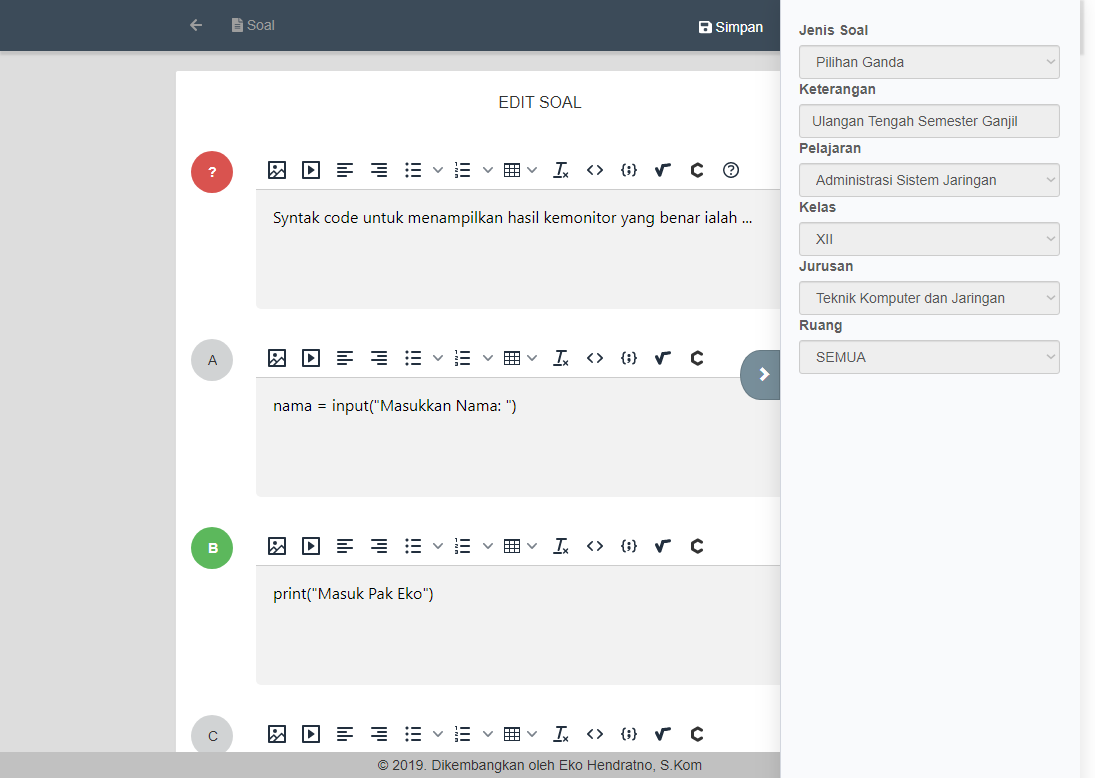 Soal
Simpan
EDIT SOAL
?
Syntak code untuk menampilkan hasil kemonitor yang benar ialah ...
A
nama = input("Masukkan Nama: ")
B
print("Masuk Pak Eko")
C
© 2019. Dikembangkan oleh Eko Hendratno, S.Kom
Jenis Soal
Pilihan Ganda
Keterangan
Ulangan Tengah Semester Ganjil
Pelajaran
Administrasi Sistem Jaringan
Kelas
XII
Jurusan
Teknik Komputer dan Jaringan
Ruang
SEMUA